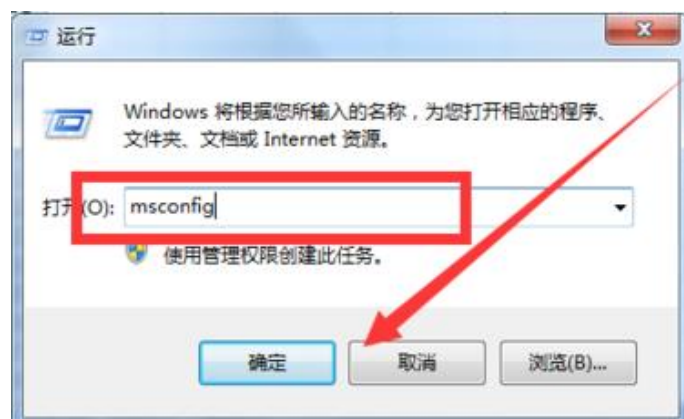 运行
Windows 将根据您所输入的名称，为您打开相应的程序、
文件夹、文档或 Internet 资源。
打开(O): msconfig
使用管理权限创建此任务。
确定 取消 浏览(B)...